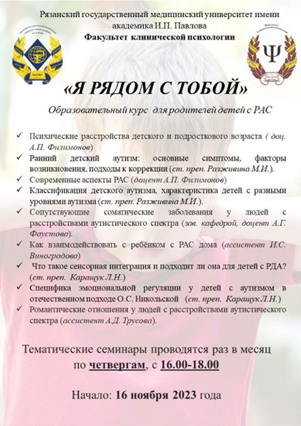 Рязанский государственный медицинский университет имени
академика И.П. Павлова
Факультет клинической психологии
«Я РЯДОМ С ТОБОЙ»
Образовательный курс для родителей детей с РАС
✓ Психические расстройства детского и подросткового возраста ( доц.
А.П. Филимонов)
✓ Ранний детский аутизм: основные симптомы, факторы
возникновения, подходы к коррекции (ст. преп. Разживина М.И.).
✓ Современные аспекты РАС (доцент А.П. Филимонов)
✓ Классификация детского аутизма, характеристика детей с разными
уровнями аутизма (ст. преп. Разживина М.И.).
✓ Сопутствующие соматические заболевания у людей с
расстройствами аутистического спектра (зав. кафедрой, доцент А.Г.
Фаустова).
✓ Как взаимодействовать с ребёнком с РАС дома (ассистент И.С.
Виноградова)
✓ Что такое сенсорная интеграция и подходит ли она для детей с РДА?
(ст. преп. Каращук Л.Н.)
✓ Специфика эмоциональной регуляции у детей с аутизмом в
отечественном подходе О.С. Никольской (ст. преп. Каращук Л.Н.)
✓ Романтические отношения у людей с расстройствами аутистического
спектра (ассистент А.Д. Трусова).
Тематические семинары проводятся раз в месяц
по четвергам, с 16.00-18.00
Начало: 16 ноября 2023 года